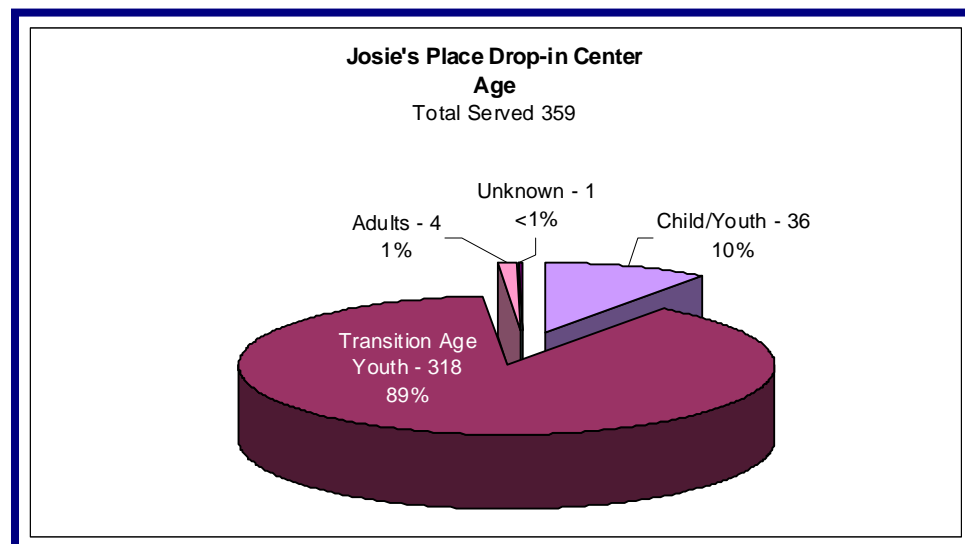 Josie's Place Drop-in Center
Age
Total Served 359
Unknown - 1
<1%
Adults - 4
1%
Child/Youth - 36
10%
Transition Age
Youth - 318
89%